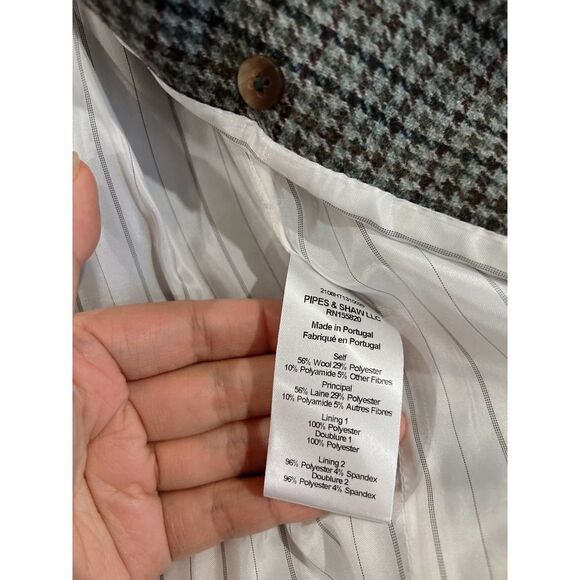 PIPES & SHAW LLC
RN155820
Made in Portugal
Fabriqué en Portugal
Self
56% Wool 29% Polyester
10% Polyamide 5% Other Fibres
Principal
56% Laine 29% Polyester
10% Polyamide 5% Autres Fibres
Lining 1
100% Polyester
Doublure 1
100% Polyester
Lining 2
96% Polyester 4% Spandex
Doublure 2
96% Polyester 4% Spandex